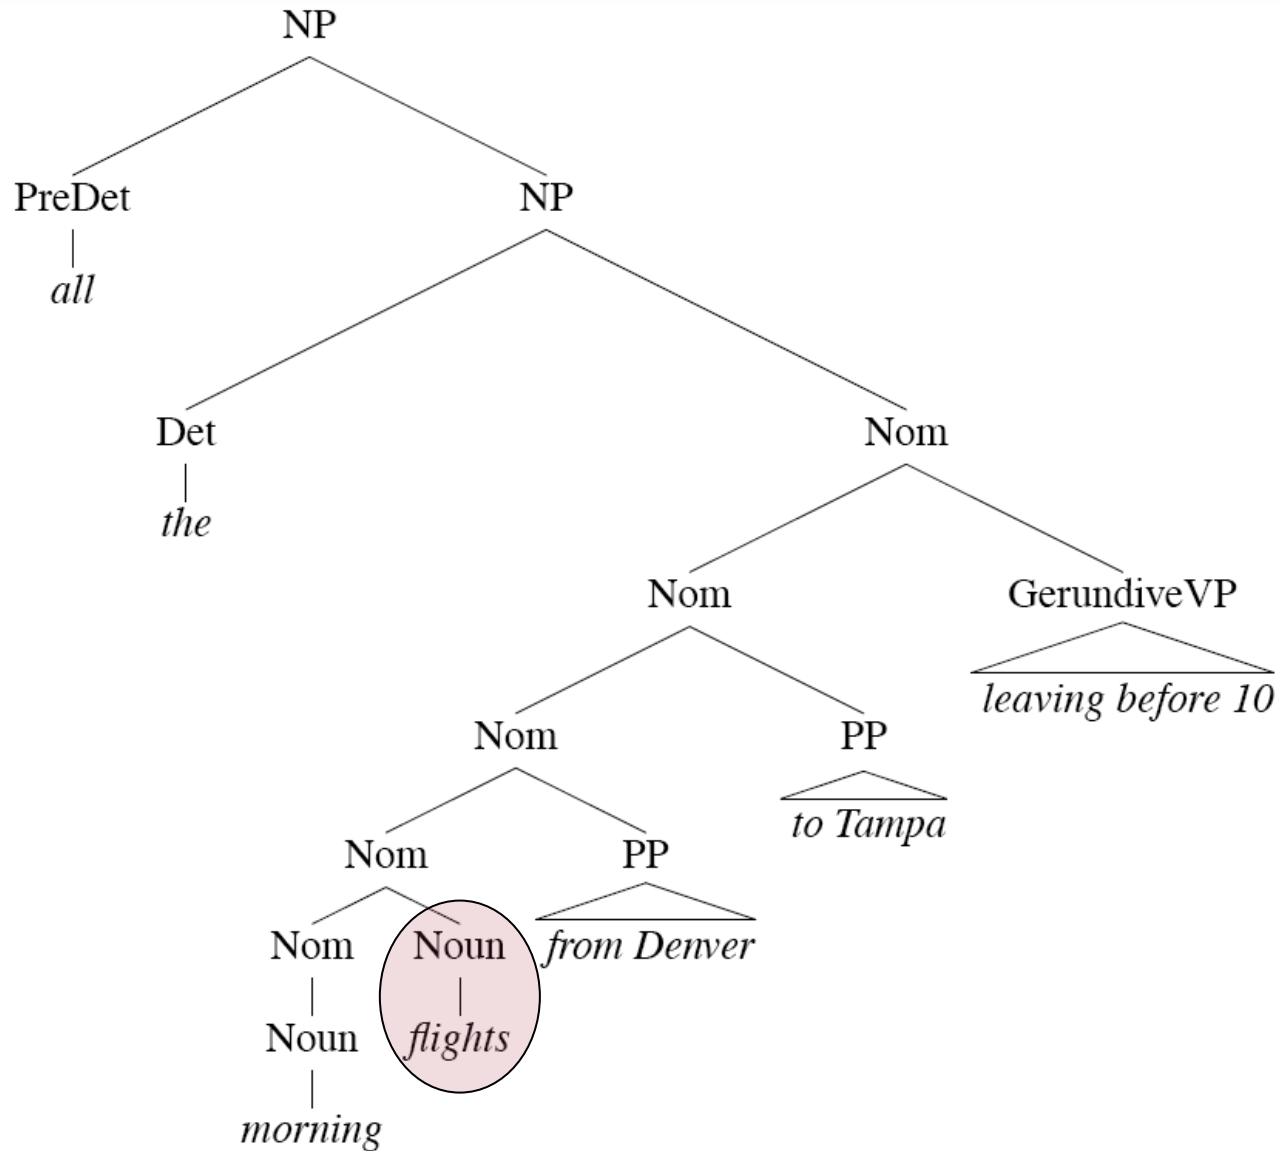 NP
PreDet NP
all
Det Nom
the
Nom GerundiveVP
leaving before 10
Nom PP
to Tampa
Nom PP
Nom Noun from Denver
Noun flights
morning